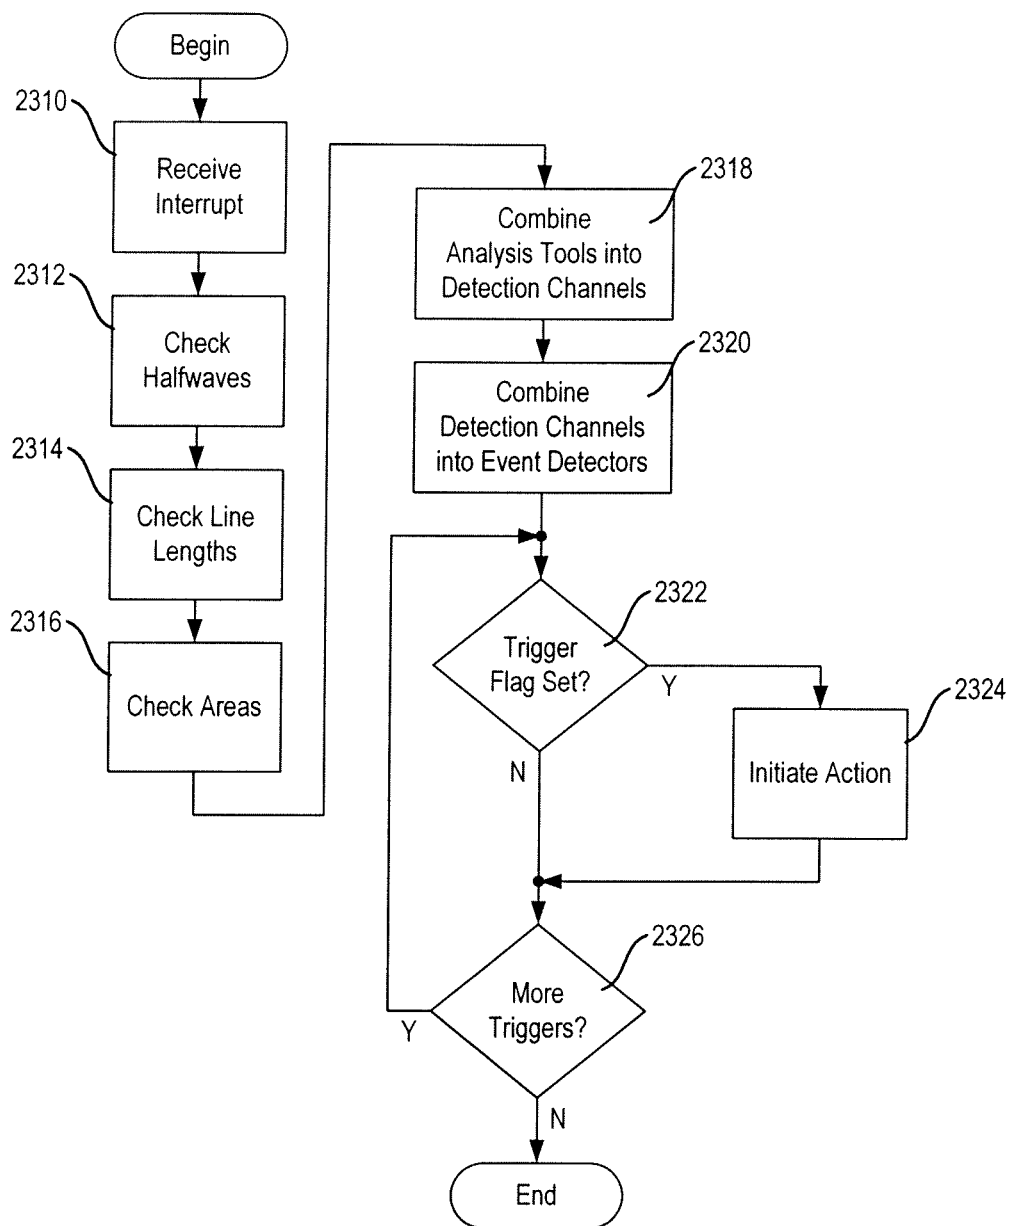 Begin
2310
Receive
Interrupt
2312
Check
Halfwaves
2314
Check Line
Lengths
2316
Check Areas
2318
Combine
Analysis Tools into
Detection Channels
2320
Combine
Detection Channels
into Event Detectors
2322
Trigger
Flag Set?
Y
N
2324
Initiate Action
2326
More
Triggers?
Y
N
End